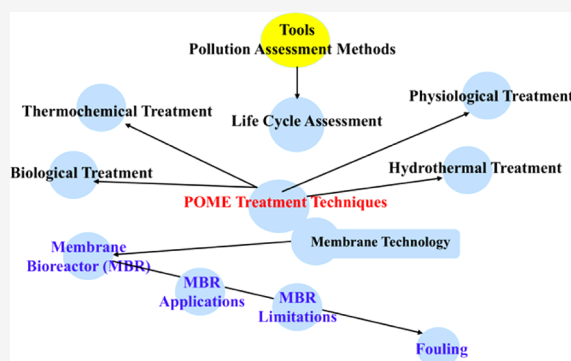 Tools
Pollution Assessment Methods
Thermochemical Treatment
Life Cycle Assessment
Physiological Treatment
Biological Treatment
Hydrothermal Treatment
POME Treatment Techniques
Membrane Technology
Membrane
Bioreactor (MBR)
MBR
Applications
MBR
Limitations
Fouling